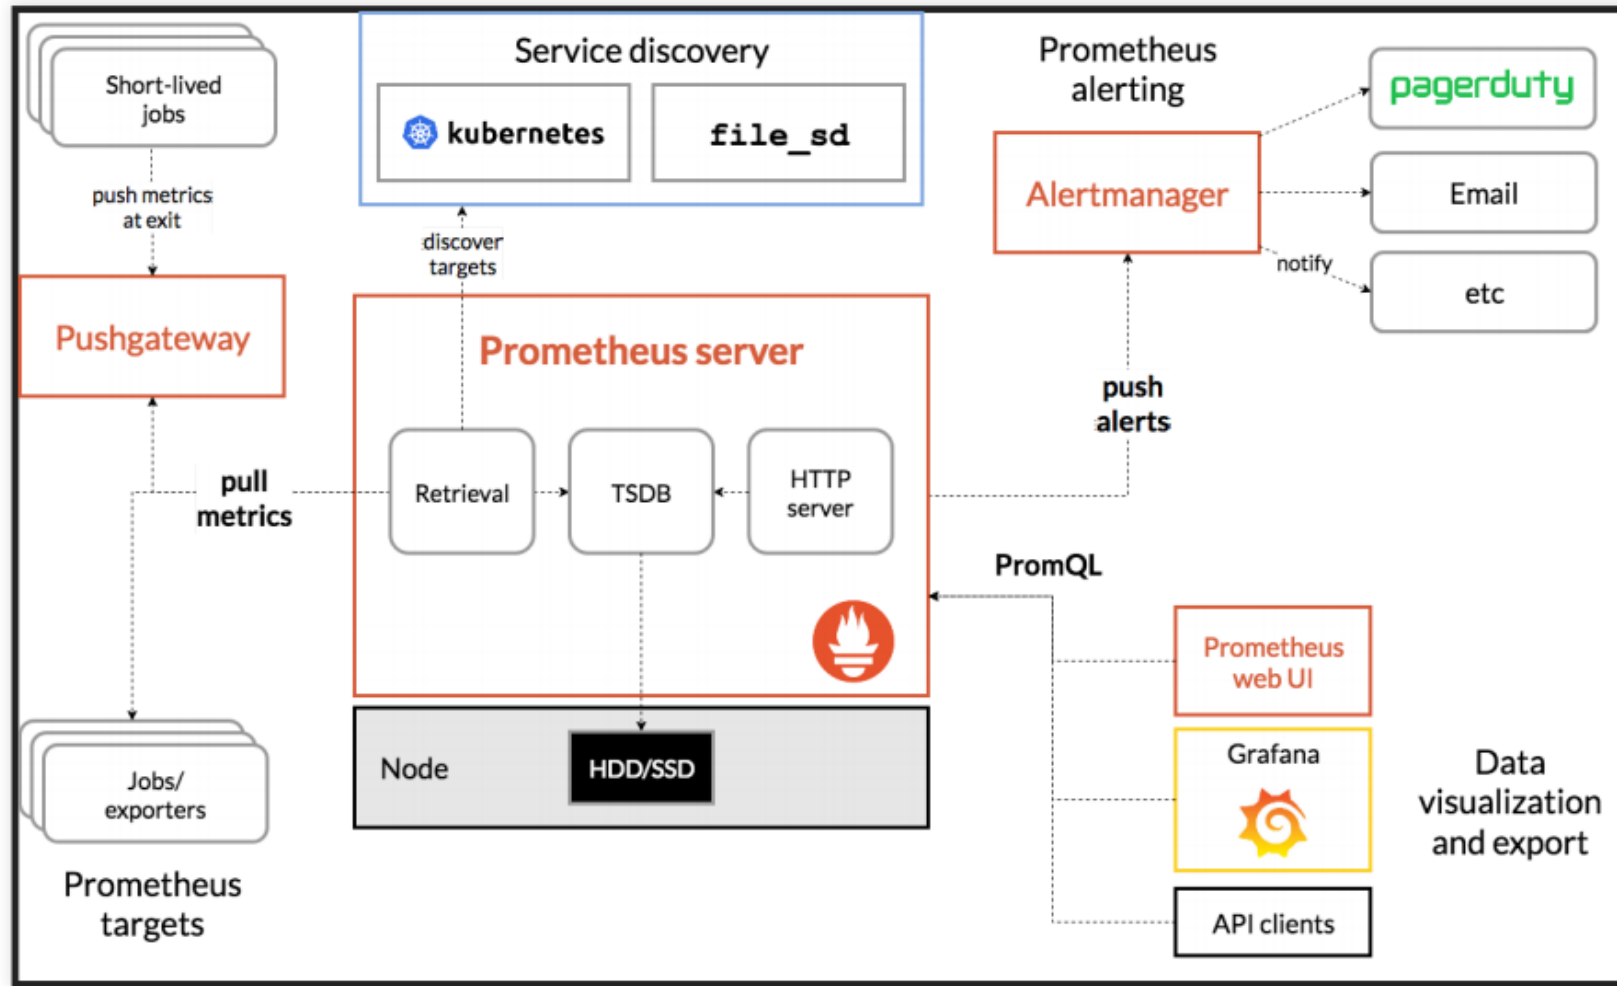 Short-lived
jobs
push metrics
at exit
Pushgateway
pull
metrics
Jobs/
exporters
Prometheus
targets
Service discovery
kubernetes
file_sd
discover
targets
Prometheus server
Retrieval
TSDB
HTTP
server
Node
HDD/SSD
Prometheus
alerting
Alertmanager
pagerduty
Email
notify
etc
push
alerts
PromQL
Prometheus
web UI
Grafana
API clients
Data
visualization
and export